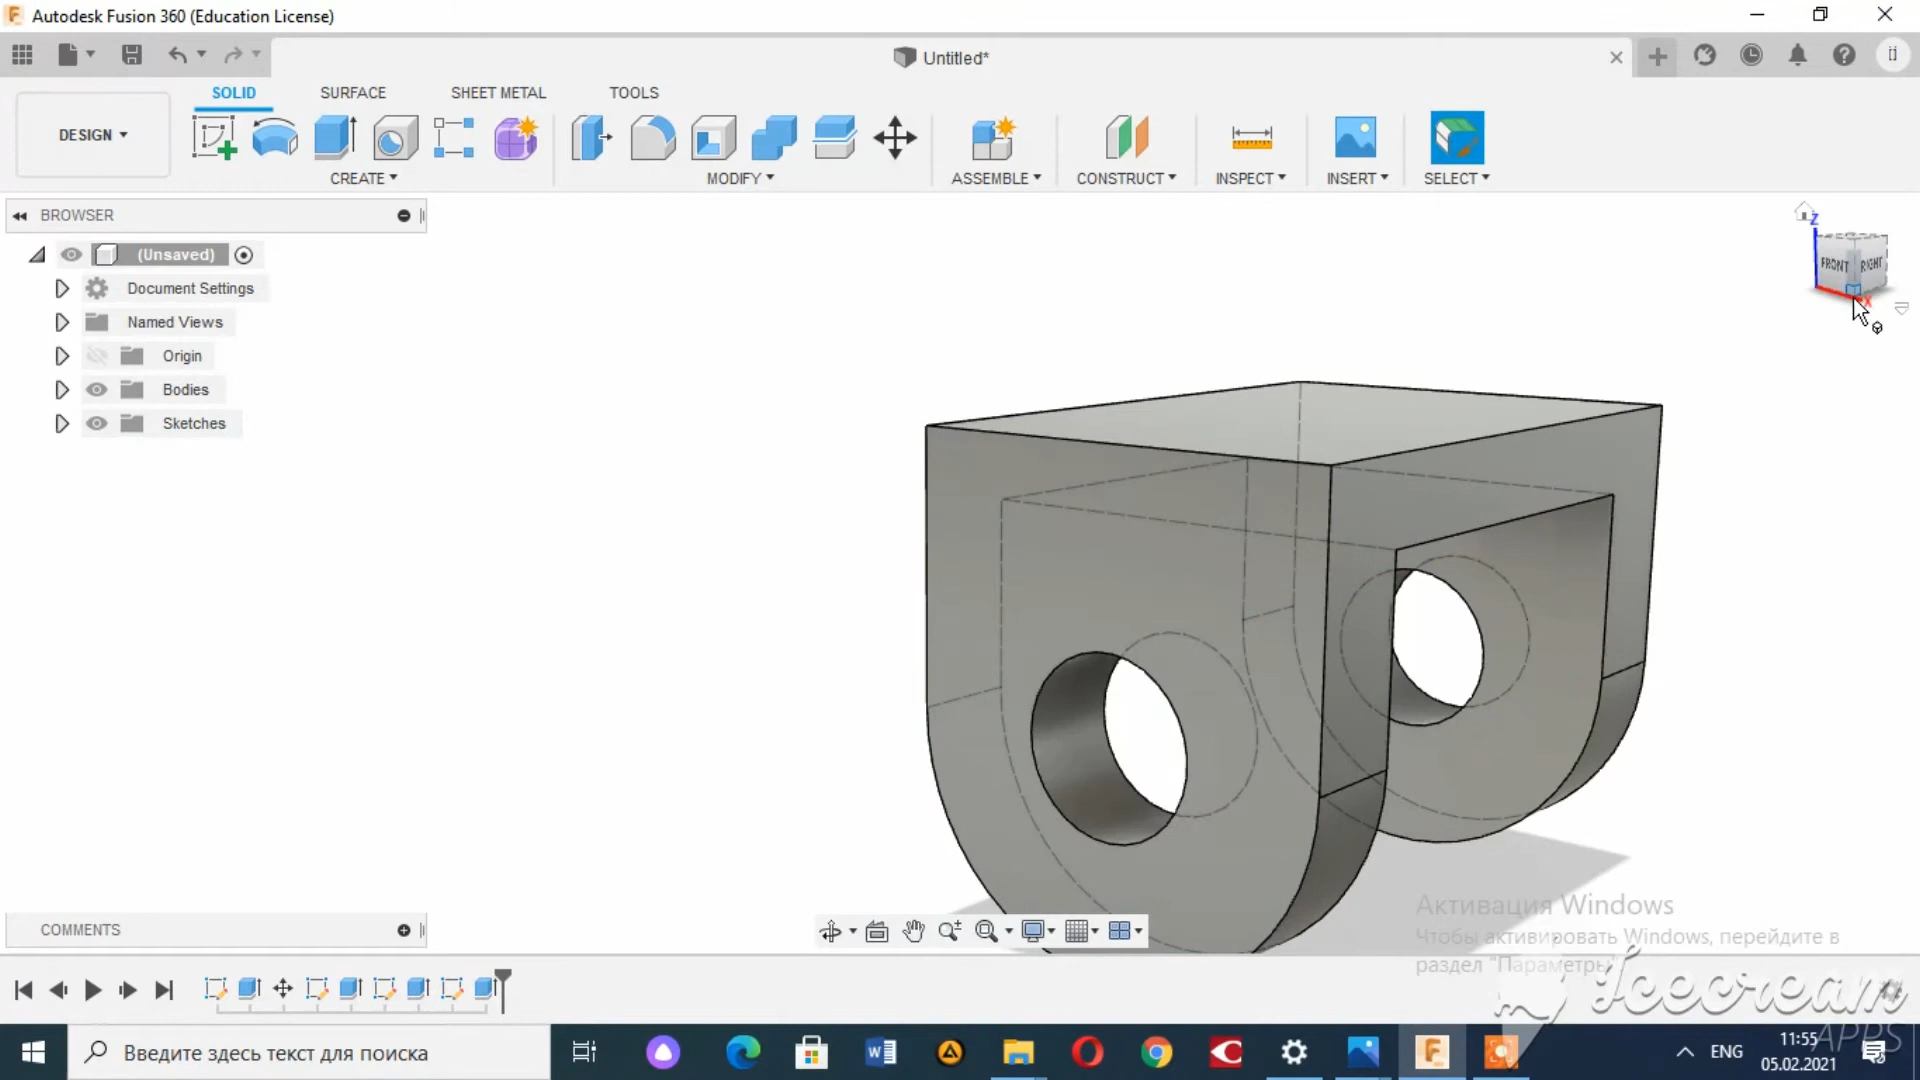 Autodesk Fusion 360 (Education License)
Untitled*
SOLID
SURFACE
SHEET METAL
TOOLS
DESIGN
CREATE
MODIFY
ASSEMBLE
CONSTRUCT
INSPECT
INSERT
SELECT
BROWSER
(Unsaved)
Document Settings
Named Views
Origin
Bodies
Sketches
Z
FRONT
RIGHT
X
COMMENTS
Активация Windows
Чтобы активировать Windows, перейдите в
раздел "Параметры
Icecream
APPS
Введите здесь текст для поиска
ENG
11:55
05.02.2021